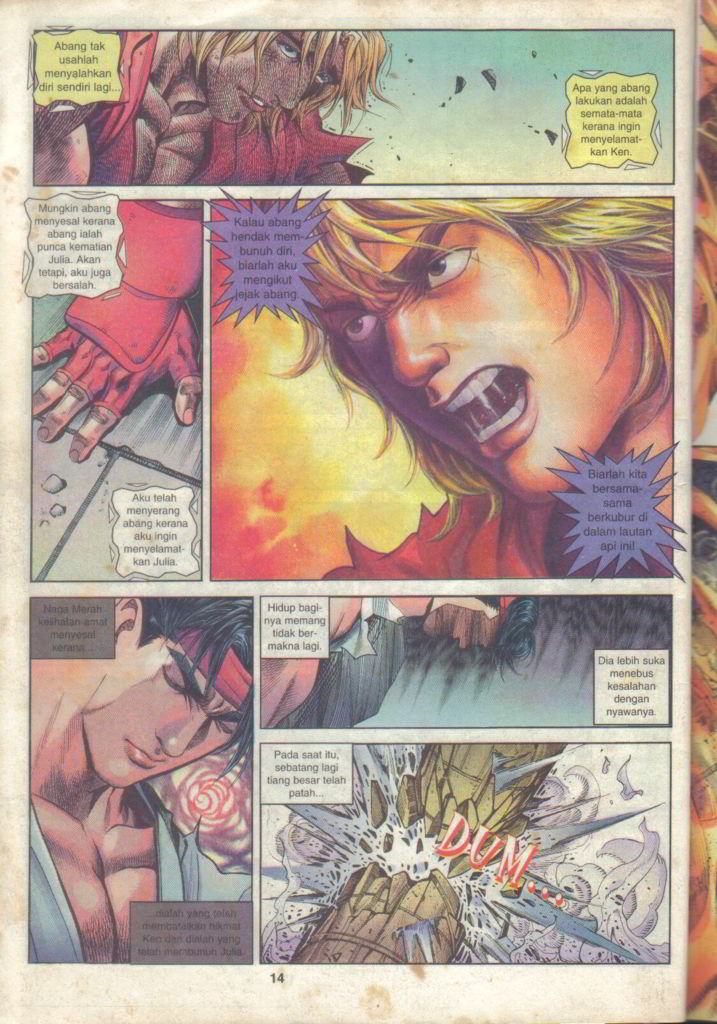 Abang tak
usahlah
menyalahkan
diri sendiri lagi...
Apa yang abang
lakukan adalah
semata-mata
kerana ingin
menyelamat-
kan Ken.
Mungkin abang
menyesal kerana
abang ialah
punca kematian
Julia. Akan
tetapi, aku juga
bersalah.
Kalau abang
hendak mem-
bunuh diri,
biarlah aku
mengikut
jejak abang.
Aku telah
menyerang
abang kerana
aku ingin
menyelamat-
kan Julia.
Biarlah kita
bersama-
sama
berkubur di
dalam lautan
api ini!
Naga Merah
kelihatan amat
menyesal
kerana...
...dialah yang telah
membatalkan hikmat
Ken dan dialah yang
telah membunuh Julia.
Hidup bagi-
nya memang
tidak ber-
makna lagi.
Dia lebih suka
menebus
kesalahan
dengan
nyawanya.
Pada saat itu,
sebatang lagi
tiang besar telah
patah...
DUM...
14